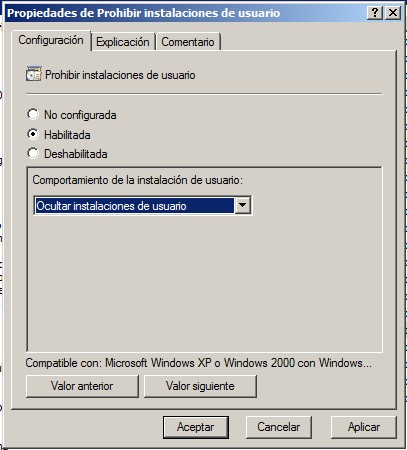 Propiedades de Prohibir instalaciones de usuario
Configuración Explicación Comentario
Prohibir instalaciones de usuario
No configurada
Habilitada
Deshabilitada
Comportamiento de la instalación de usuario:
Ocultar instalaciones de usuario
Compatible con: Microsoft Windows XP o Windows 2000 con Windows...
Valor anterior Valor siguiente
Aceptar Cancelar Aplicar